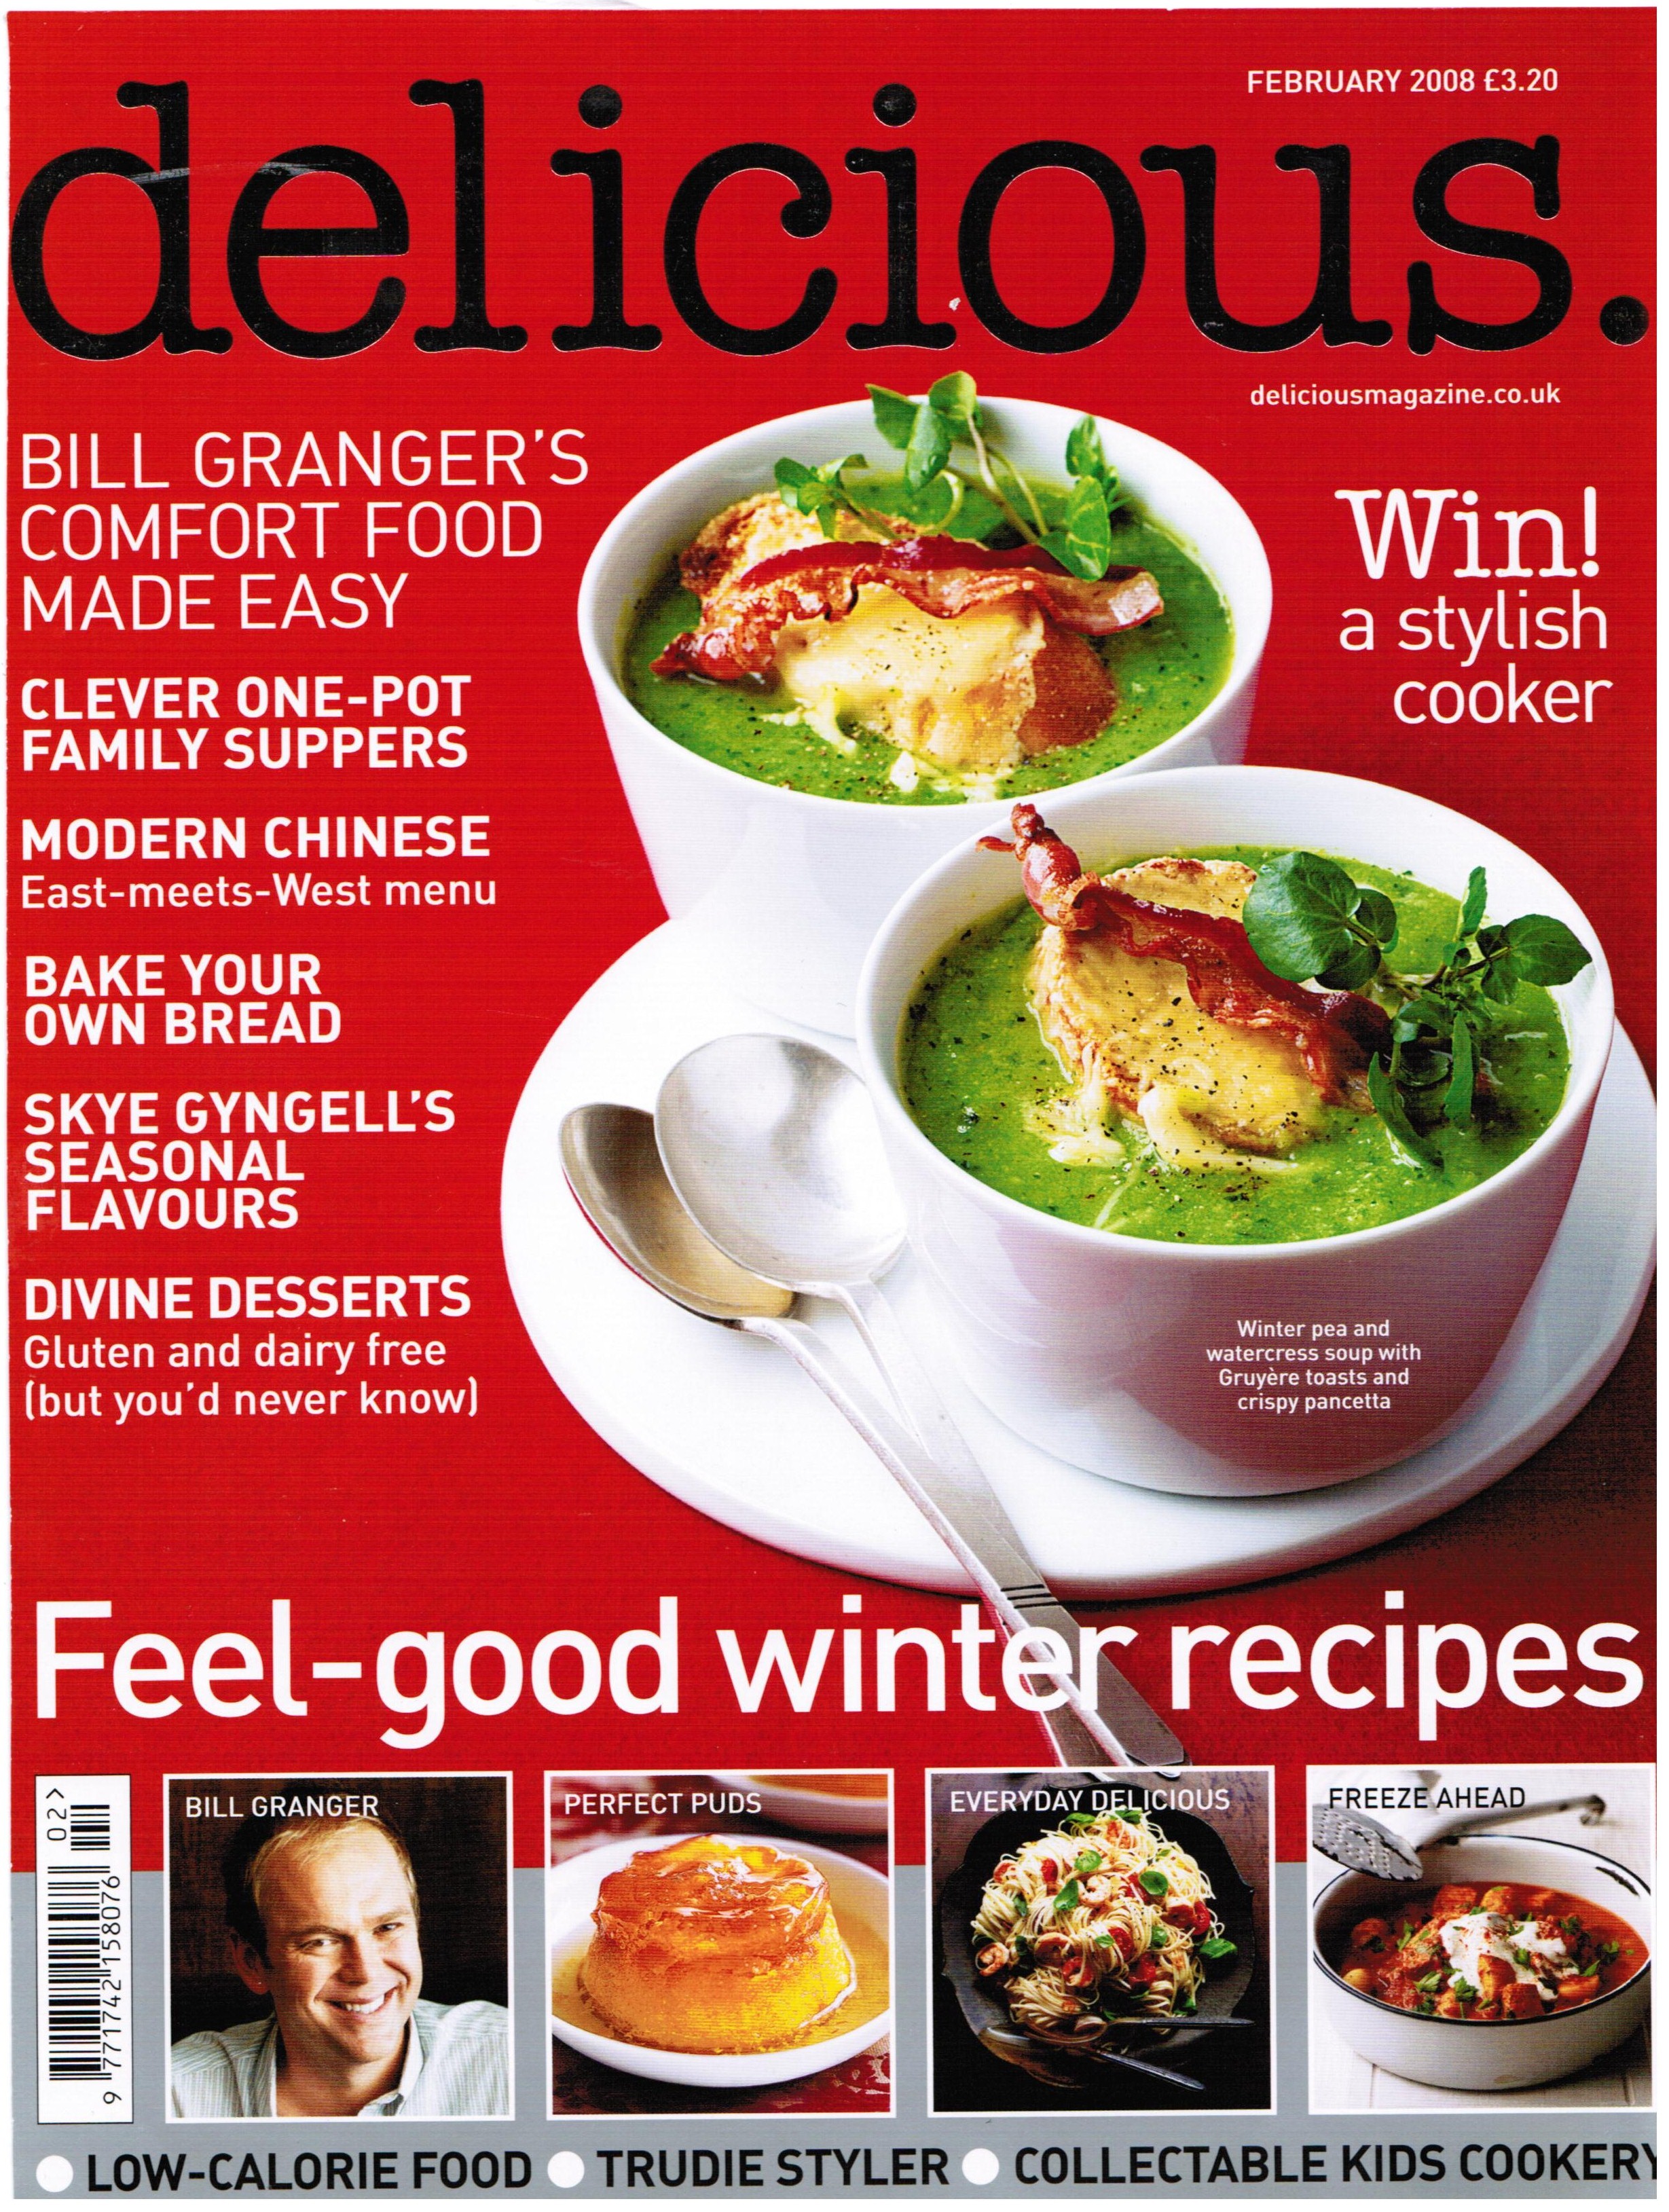 FEBRUARY 2008 £3.20
delicious.
deliciousmagazine.co.uk
BILL GRANGER'S
COMFORT FOOD
MADE EASY
CLEVER ONE-POT
FAMILY SUPPERS
MODERN CHINESE
East-meets-West menu
BAKE YOUR
OWN BREAD
SKYE GYNGELL'S
SEASONAL
FLAVOURS
DIVINE DESSERTS
Gluten and dairy free
(but you'd never know)
Win!
a stylish
cooker
Winter pea and
watercress soup with
Gruyère toasts and
crispy pancetta
Feel-good winter recipes
02>
9 771742 158076
BILL GRANGER
PERFECT PUDS
EVERYDAY DELICIOUS
FREEZE AHEAD
● LOW-CALORIE FOOD ● TRUDIE STYLER ● COLLECTABLE KIDS COOKERY